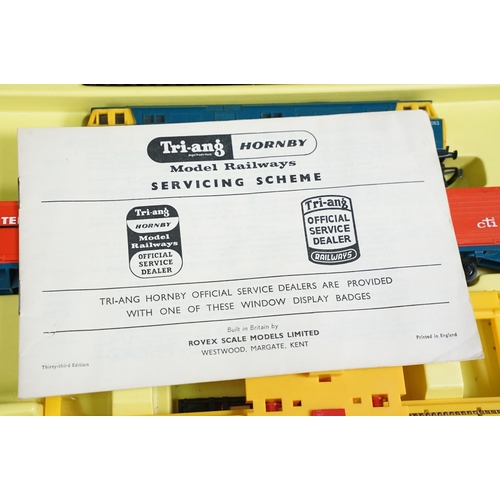 Tri-ang HORNBY
Model Railways
SERVICING SCHEME
Tri-ang
HORNBY
Model
Railways
OFFICIAL
SERVICE
DEALER
Tri-ang
OFFICIAL
SERVICE
DEALER
RAILWAYS
TRI-ANG HORNBY OFFICIAL SERVICE DEALERS ARE PROVIDED
WITH ONE OF THESE WINDOW DISPLAY BADGES
Built in Britain by
ROVEX SCALE MODELS LIMITED
WESTWOOD, MARGATE, KENT
Thirty-third Edition
Printed in England
TE
cti